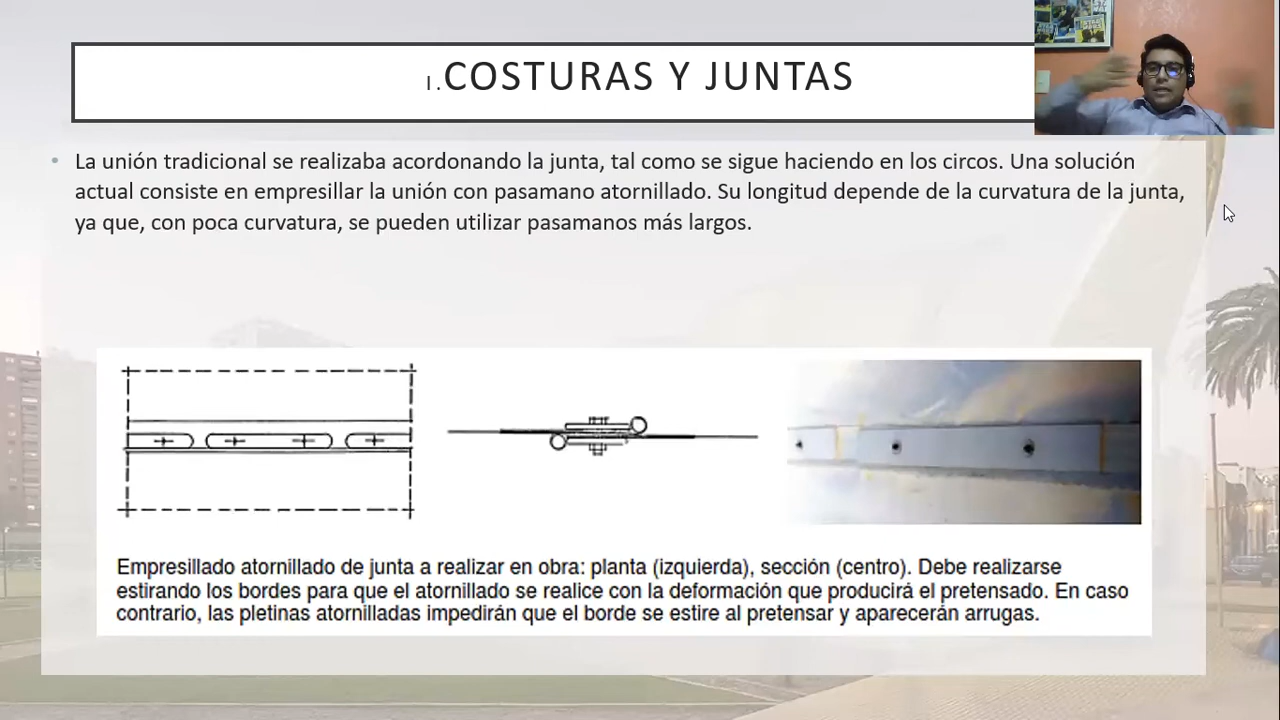 I.COSTURAS Y JUNTAS
• La unión tradicional se realizaba acordonando la junta, tal como se sigue haciendo en los circos. Una solución
actual consiste en empresillar la unión con pasamano atornillado. Su longitud depende de la curvatura de la junta,
ya que, con poca curvatura, se pueden utilizar pasamanos más largos.
Empresillado atornillado de junta a realizar en obra: planta (izquierda), sección (centro). Debe realizarse
estirando los bordes para que el atornillado se realice con la deformación que producirá el pretensado. En caso
contrario, las pletinas atornilladas impedirán que el borde se estire al pretensar y aparecerán arrugas.